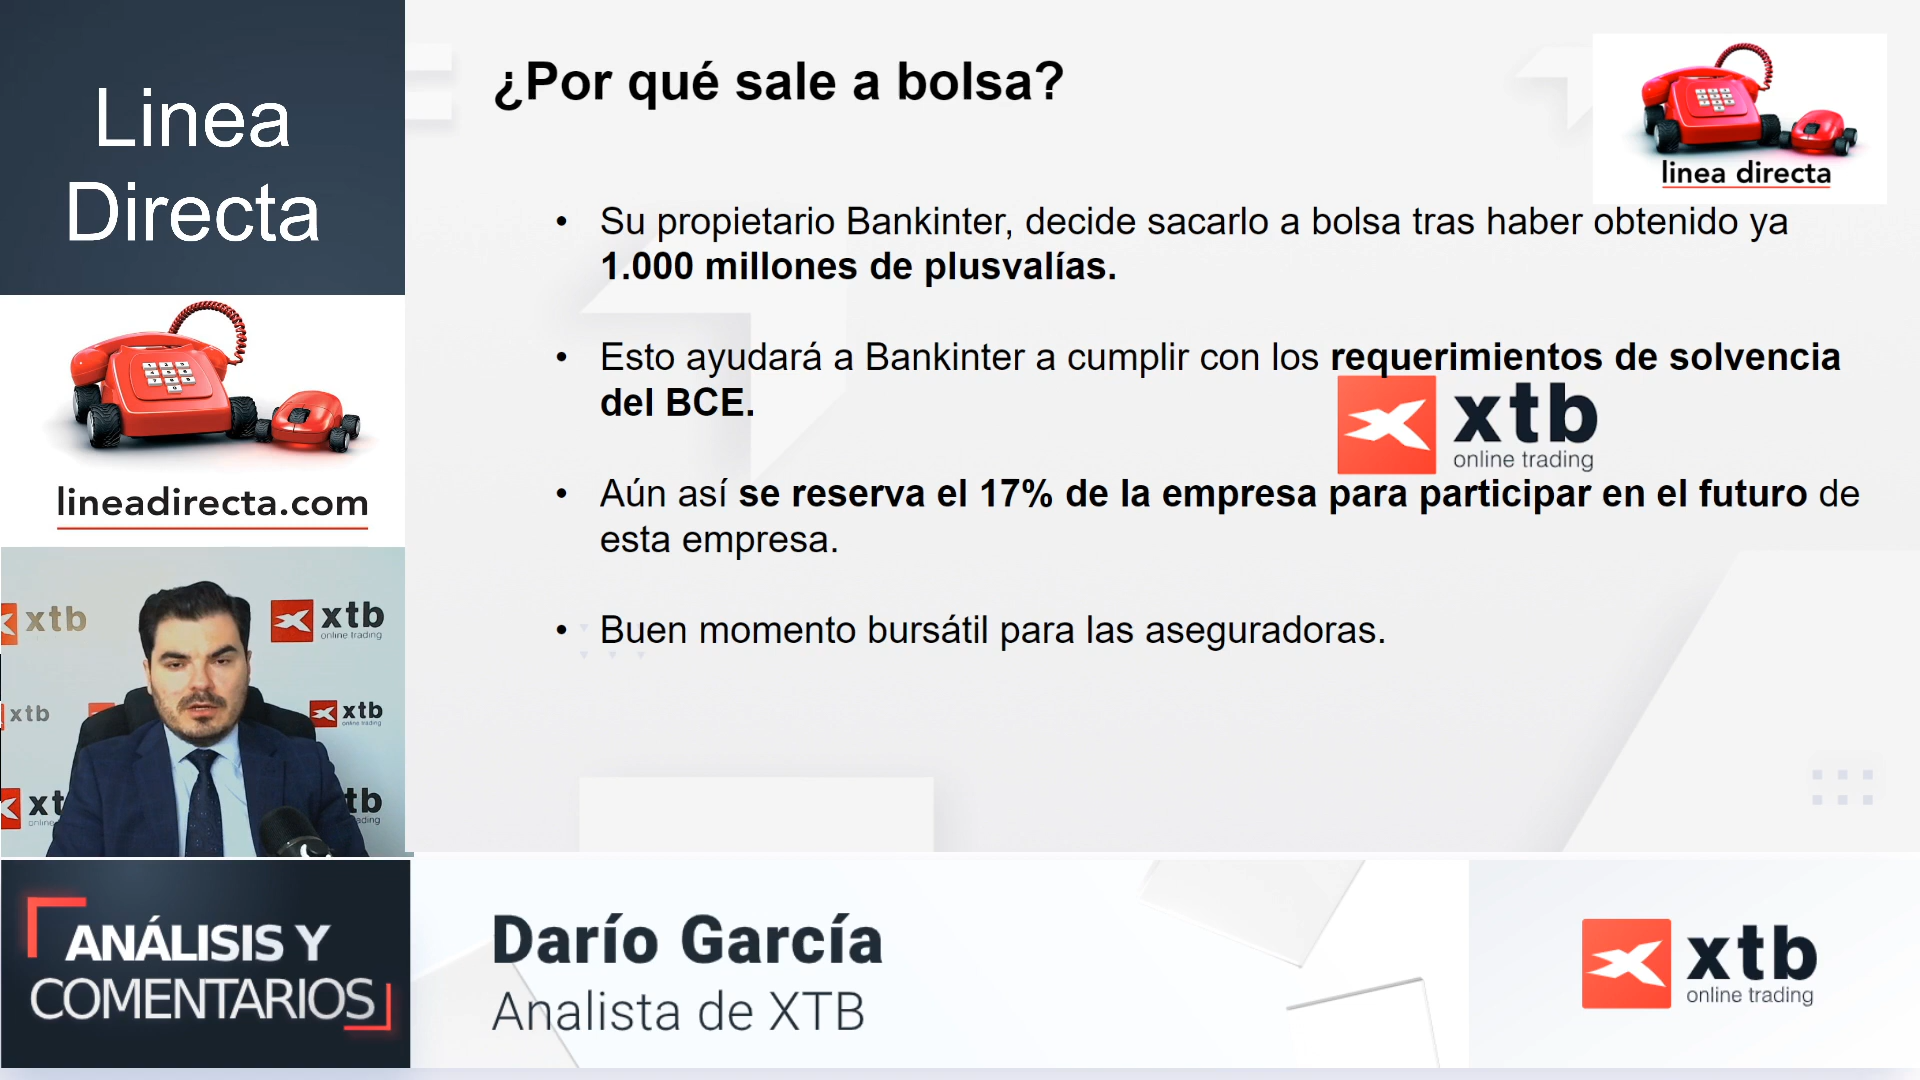 Linea
Directa
lineadirecta.com
xtb
xtb
online trading
xtb
xtb
online trading
¿Por qué sale a bolsa?
linea directa
• Su propietario Bankinter, decide sacarlo a bolsa tras haber obtenido ya
1.000 millones de plusvalías.
• Esto ayudará a Bankinter a cumplir con los requerimientos de solvencia
del BCE.
xtb
online trading
• Aún así se reserva el 17% de la empresa para participar en el futuro de
esta empresa.
• Buen momento bursátil para las aseguradoras.
ANÁLISIS Y
COMENTARIOS
Darío García
Analista de XTB
xtb
online trading